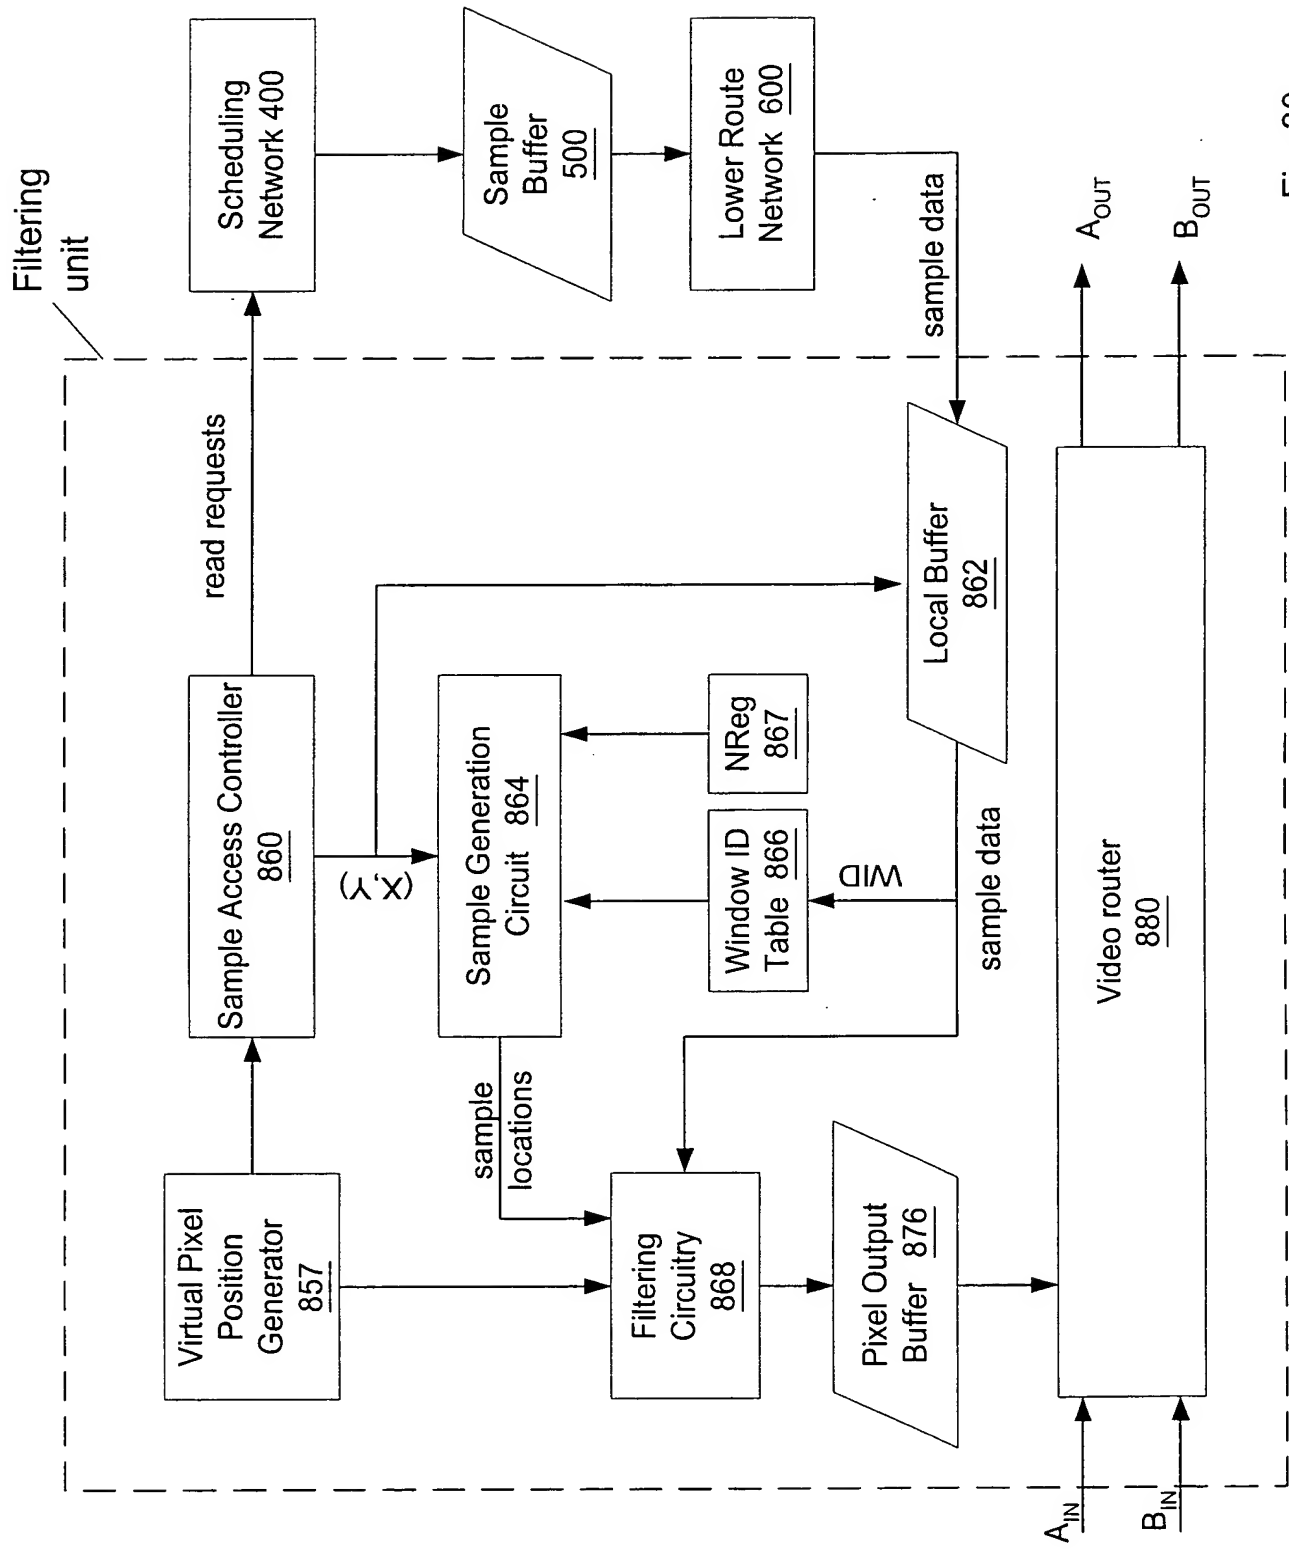 Filtering
unit
Virtual Pixel
Position
Generator
857
Sample Access Controller
860
read requests
Scheduling
Network 400
(X,Y)
sample
locations
Sample Generation
Circuit 864
Sample
Buffer
500
Filtering
Circuitry
868
Window ID
Table 866
NReg
867
Lower Route
Network 600
WID
sample data
Pixel Output
Buffer 876
sample data
Local Buffer
862
A_IN
B_IN
Video router
880
A_OUT
B_OUT